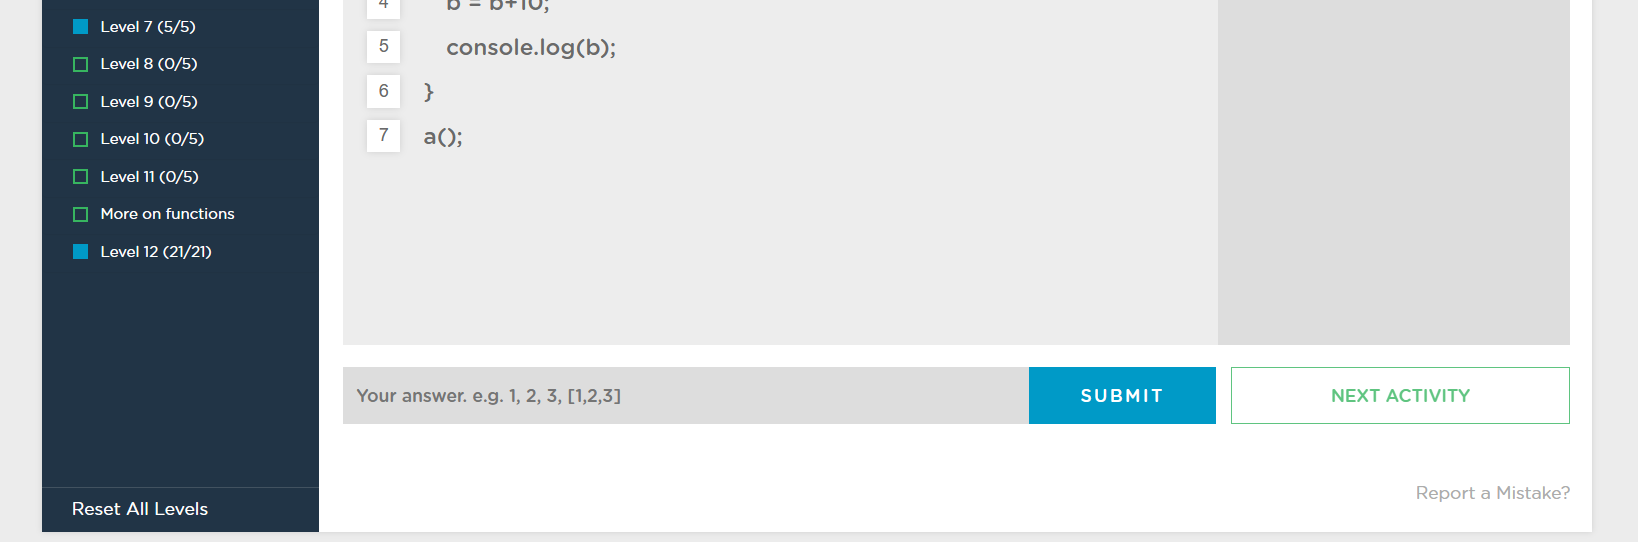 Level 7 (5/5)
Level 8 (0/5)
Level 9 (0/5)
Level 10 (0/5)
Level 11 (0/5)
More on functions
Level 12 (21/21)
Reset All Levels
4 b = b+10;
5 console.log(b);
6 }
7 a();
Your answer. e.g. 1, 2, 3, [1,2,3]
SUBMIT
NEXT ACTIVITY
Report a Mistake?